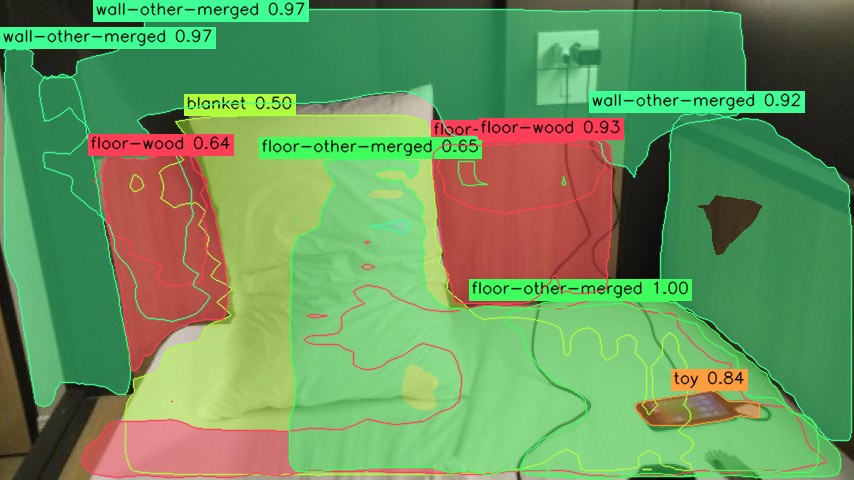 wall-other-merged 0.97
wall-other-merged 0.97
blanket 0.50
wall-other-merged 0.92
floor-wood 0.64
floor-floor-wood 0.93
floor-other-merged 0.65
floor-other-merged 1.00
toy 0.84